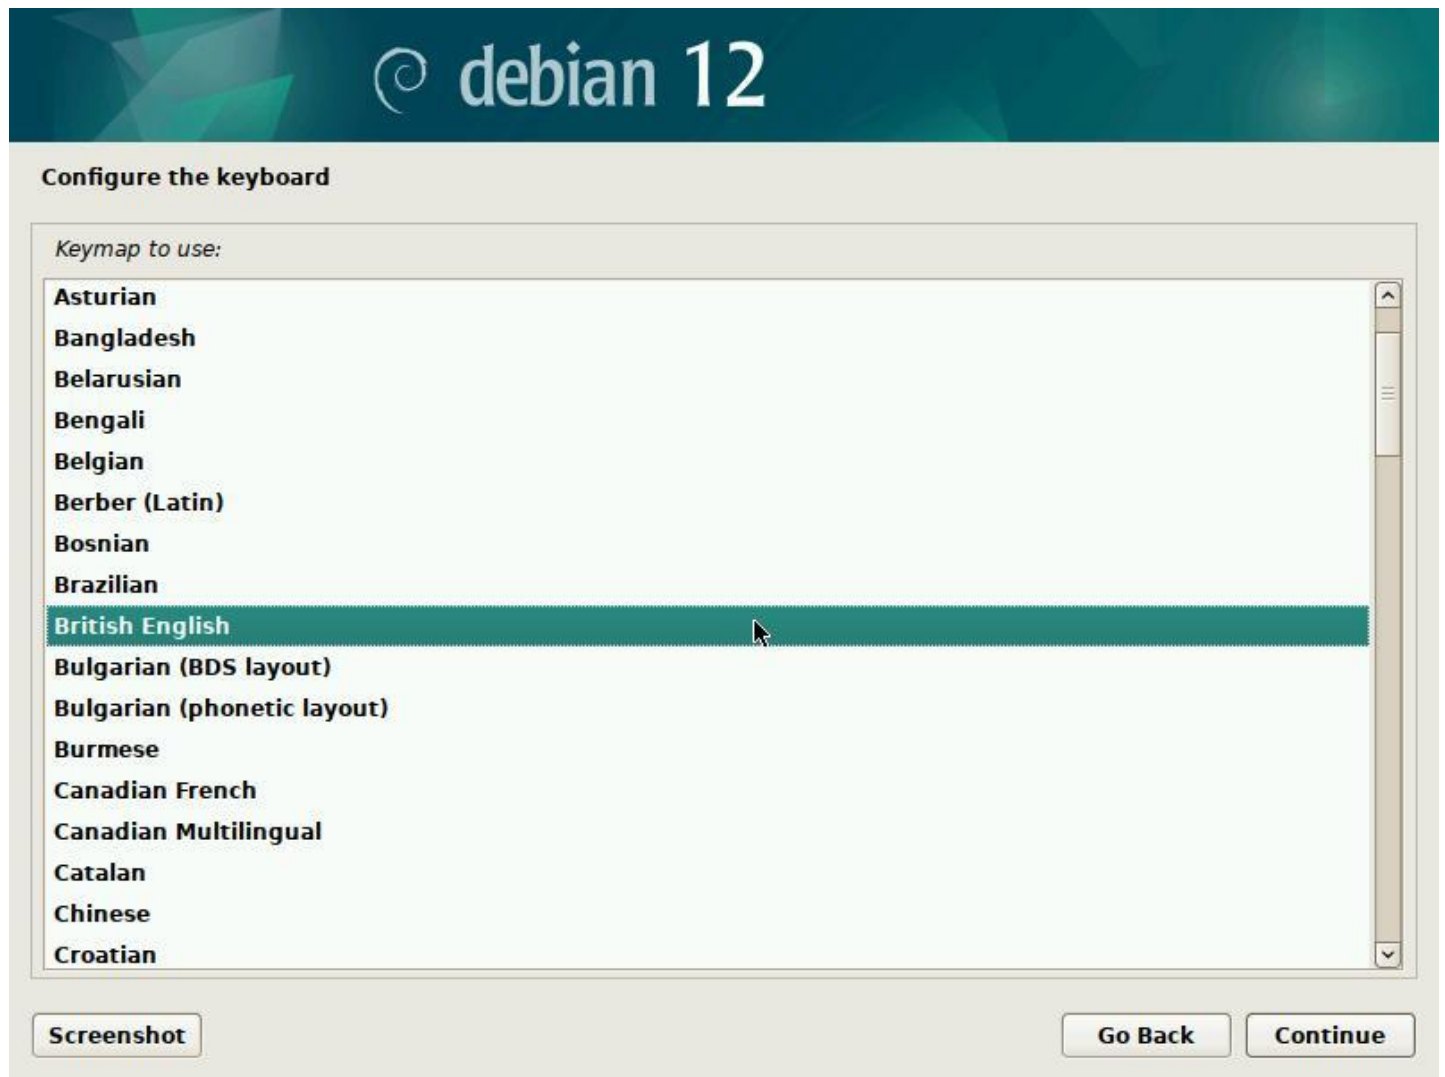 debian 12
Configure the keyboard
Keymap to use:
Asturian
Bangladesh
Belarusian
Bengali
Belgian
Berber (Latin)
Bosnian
Brazilian
British English
Bulgarian (BDS layout)
Bulgarian (phonetic layout)
Burmese
Canadian French
Canadian Multilingual
Catalan
Chinese
Croatian
Screenshot
Go Back
Continue